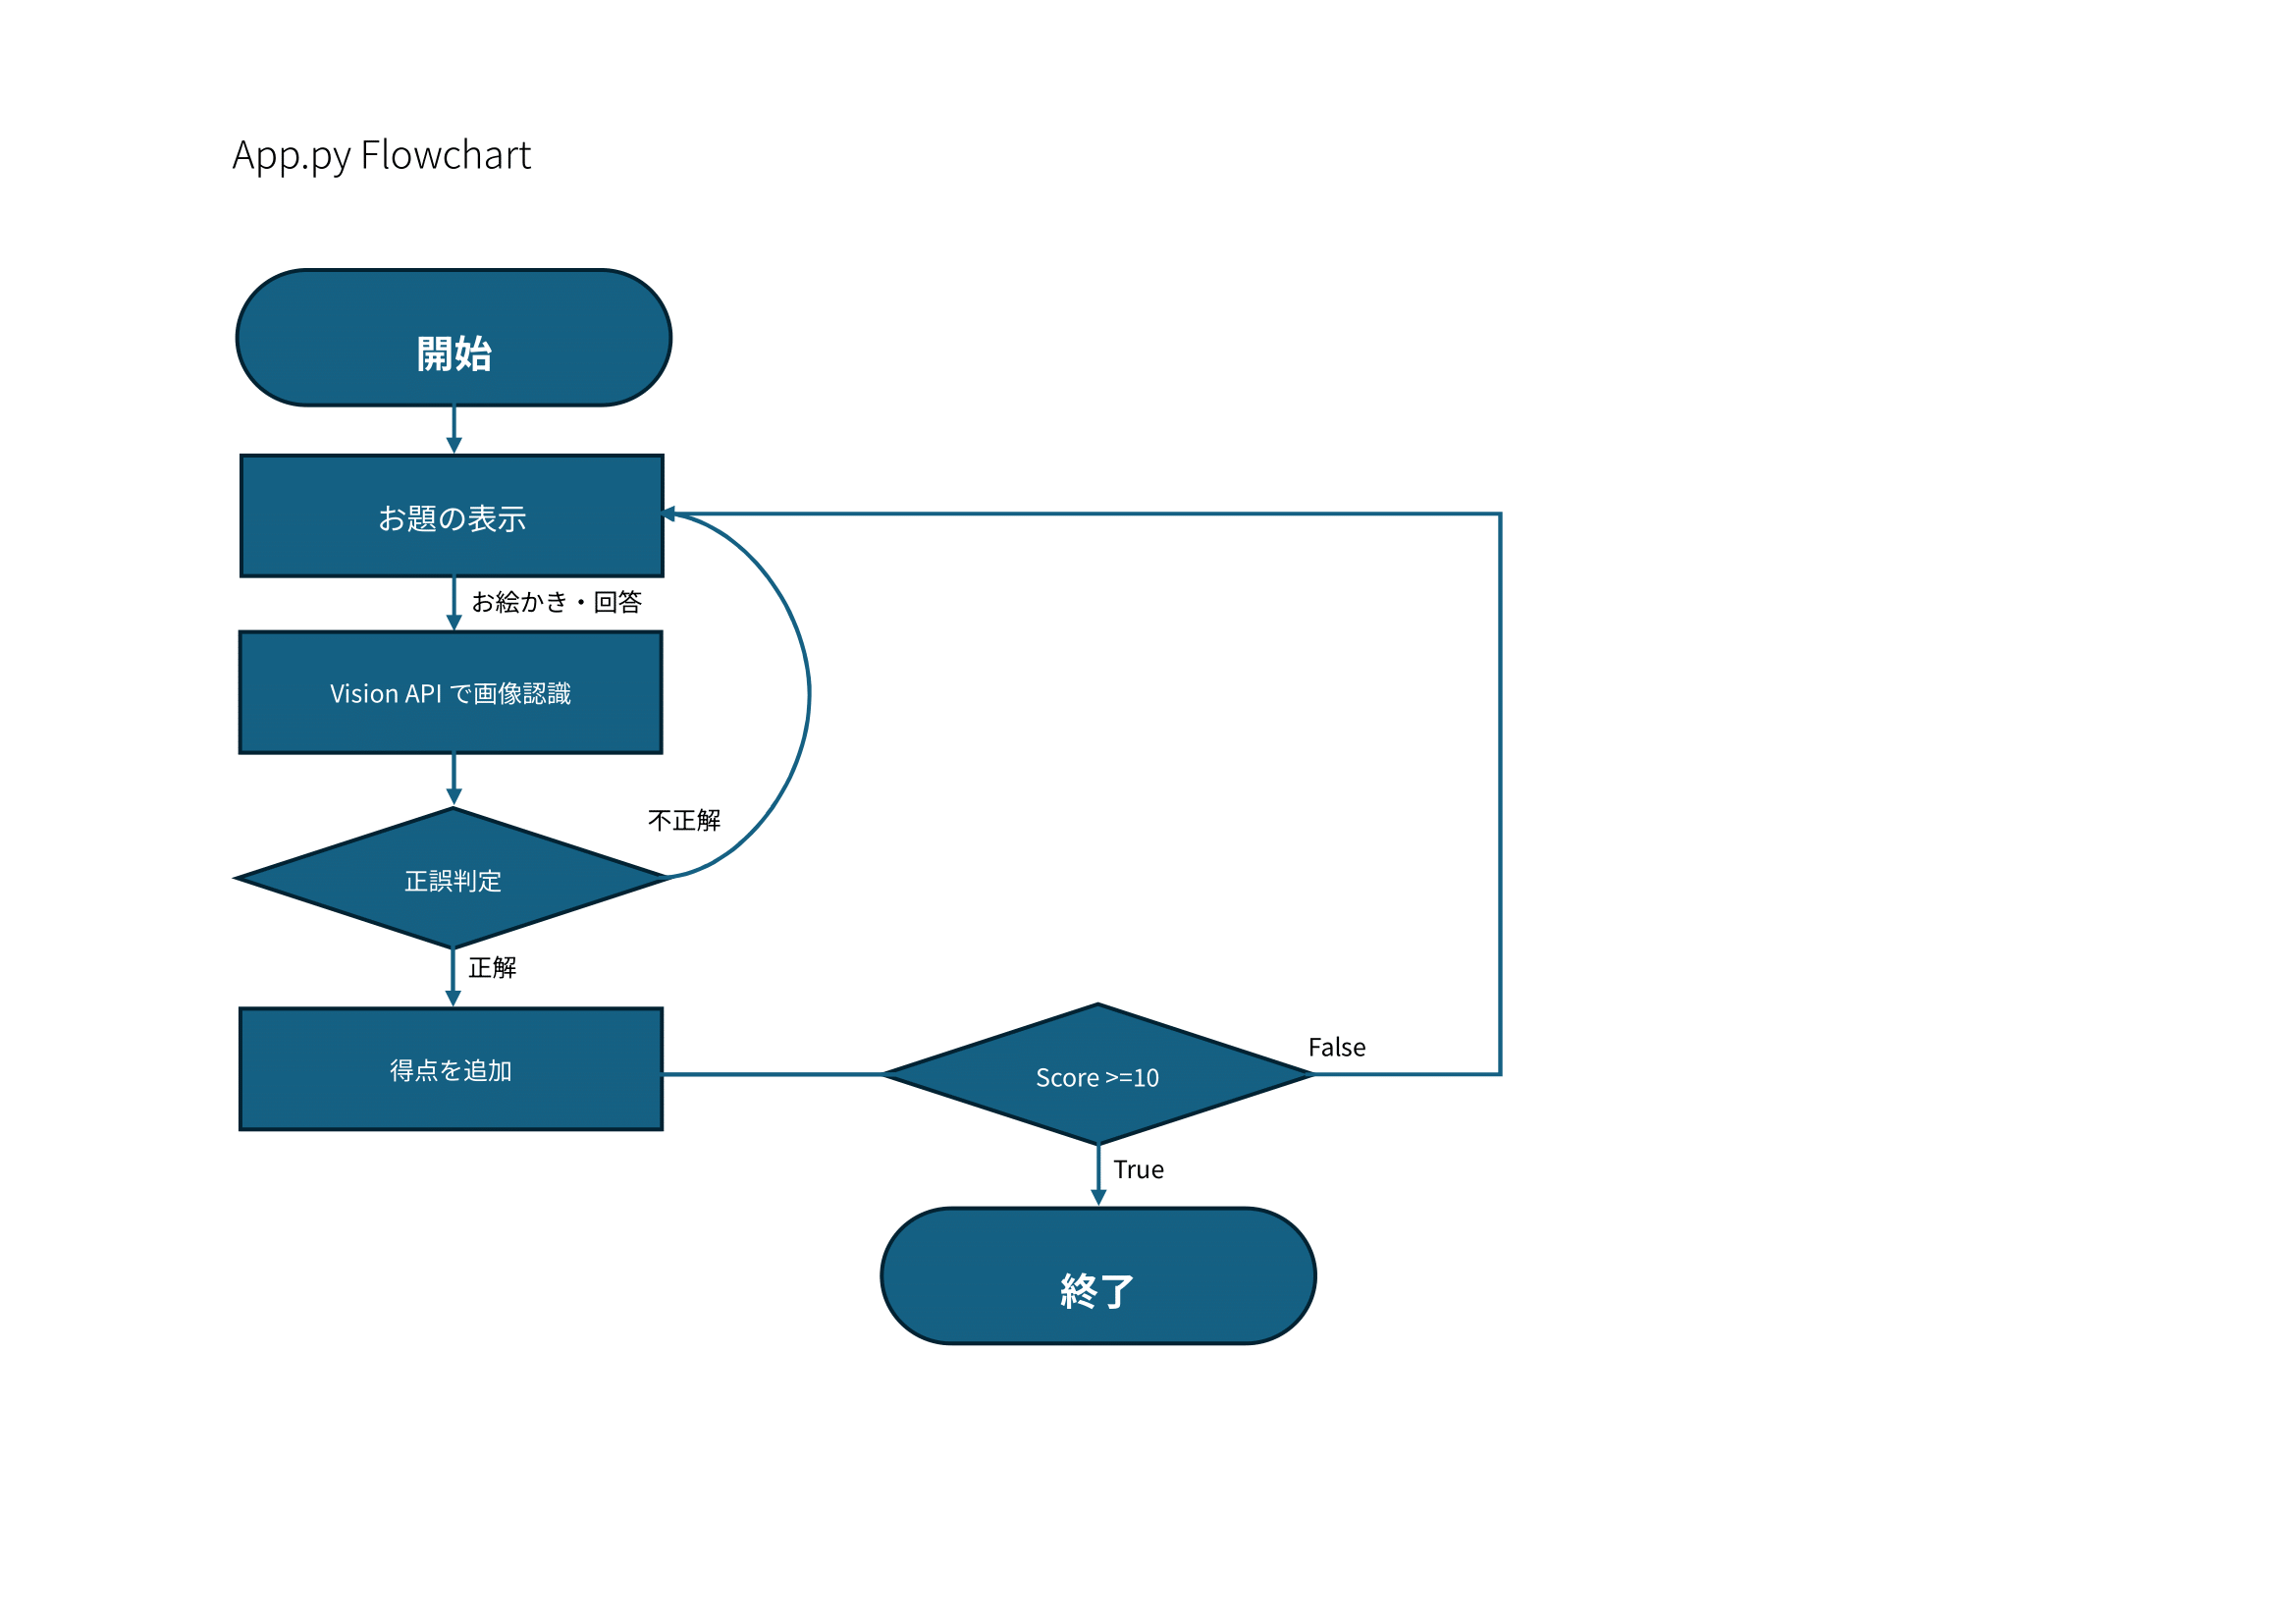 App.py Flowchart
開始
お題の表示
お絵かき・回答
Vision API で画像認識
不正解
正誤判定
正解
得点を追加
Score >=10
False
True
終了